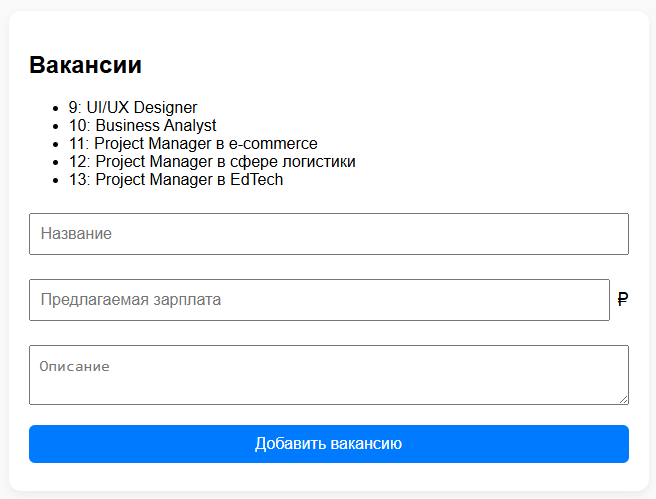 Вакансии
9: UI/UX Designer
10: Business Analyst
11: Project Manager в e-commerce
12: Project Manager в сфере логистики
13: Project Manager в EdTech
Название
Предлагаемая зарплата ₽
Описание
Добавить вакансию